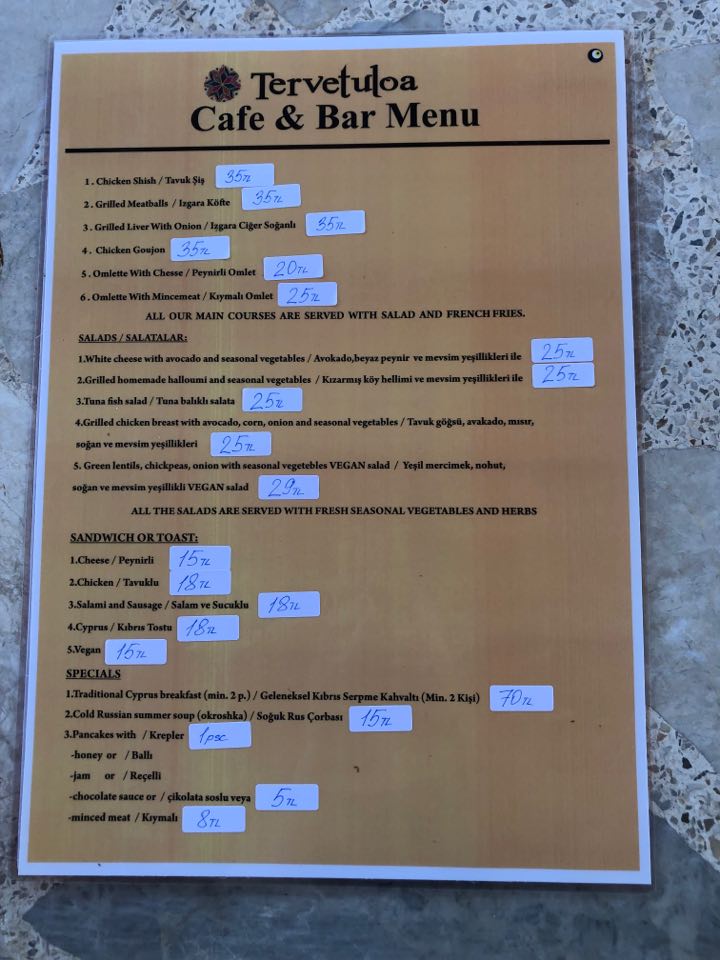 Tervetuloa
Cafe & Bar Menu
1 . Chicken Shish / Tavuk Şiş 35TL
2 . Grilled Meatballs / Izgara Köfte 35TL
3 . Grilled Liver With Onion / Izgara Ciğer Soğanlı 35TL
4 . Chicken Goujon 35TL
5 . Omlette With Chesse / Peynirli Omlet 20TL
6 . Omlette With Mincemeat / Kıymalı Omlet 25TL
ALL OUR MAIN COURSES ARE SERVED WITH SALAD AND FRENCH FRIES.
SALADS / SALATALAR:
1.White cheese with avocado and seasonal vegetables / Avokado,beyaz peynir ve mevsim yeşillikleri ile 25TL
2.Grilled homemade halloumi and seasonal vegetables / Kızarmış köy hellimi ve mevsim yeşillikleri ile 25TL
3.Tuna fish salad / Tuna balıklı salata 25TL
4.Grilled chicken breast with avocado, corn, onion and seasonal vegetables / Tavuk göğsü, avakado, mısır,
soğan ve mevsim yeşillikleri 25TL
5. Green lentils, chickpeas, onion with seasonal vegetebles VEGAN salad / Yeşil mercimek, nohut,
soğan ve mevsim yeşillikli VEGAN salad 29TL
ALL THE SALADS ARE SERVED WITH FRESH SEASONAL VEGETABLES AND HERBS
SANDWICH OR TOAST:
1.Cheese / Peynirli 15TL
2.Chicken / Tavuklu 18TL
3.Salami and Sausage / Salam ve Sucuklu 18TL
4.Cyprus / Kıbrıs Tostu 18TL
5.Vegan 15TL
SPECIALS
1.Traditional Cyprus breakfast (min. 2 p.) / Geleneksel Kıbrıs Serpme Kahvaltı (Min. 2 Kişi) 70TL
2.Cold Russian summer soup (okroshka) / Soğuk Rus Çorbası 15TL
3.Pancakes with / Krepler 1psc
-honey or / Ballı
-jam or / Reçelli
-chocolate sauce or / çikolata soslu veya 5TL
-minced meat / Kıymalı 8TL